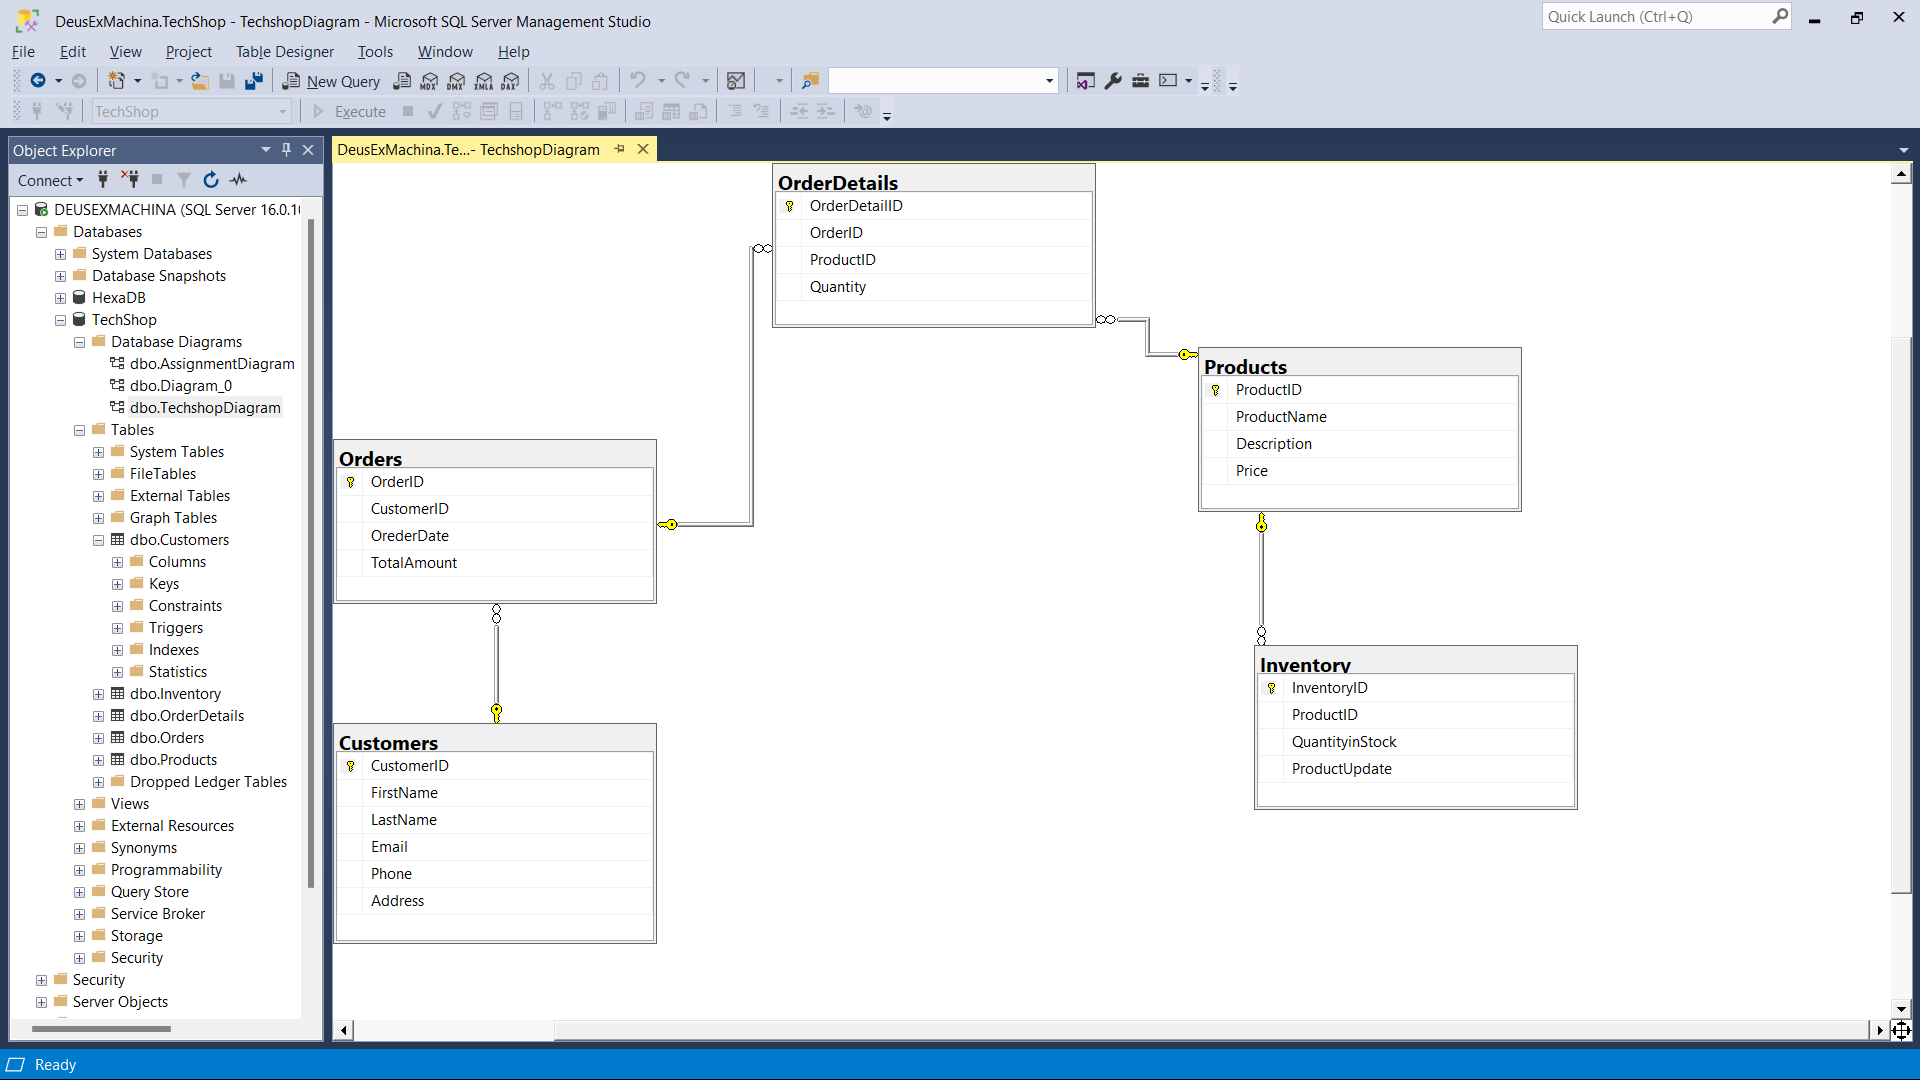 DeusExMachina.TechShop - TechshopDiagram - Microsoft SQL Server Management Studio
Quick Launch (Ctrl+Q)
File Edit View Project Table Designer Tools Window Help
New Query MDX DMX XMLA DAX
TechShop Execute
Object Explorer
DeusExMachina.Te...- TechshopDiagram
Connect
DEUSEXMACHINA (SQL Server 16.0.10
Databases
System Databases
Database Snapshots
HexaDB
TechShop
Database Diagrams
dbo.AssignmentDiagram
dbo.Diagram_0
dbo.TechshopDiagram
Tables
System Tables
FileTables
External Tables
Graph Tables
dbo.Customers
Columns
Keys
Constraints
Triggers
Indexes
Statistics
dbo.Inventory
dbo.OrderDetails
dbo.Orders
dbo.Products
Dropped Ledger Tables
Views
External Resources
Synonyms
Programmability
Query Store
Service Broker
Storage
Security
Security
Server Objects
OrderDetails
OrderDetailID
OrderID
ProductID
Quantity
Products
ProductID
ProductName
Description
Price
Orders
OrderID
CustomerID
OrederDate
TotalAmount
Inventory
InventoryID
ProductID
QuantityinStock
ProductUpdate
Customers
CustomerID
FirstName
LastName
Email
Phone
Address
Ready